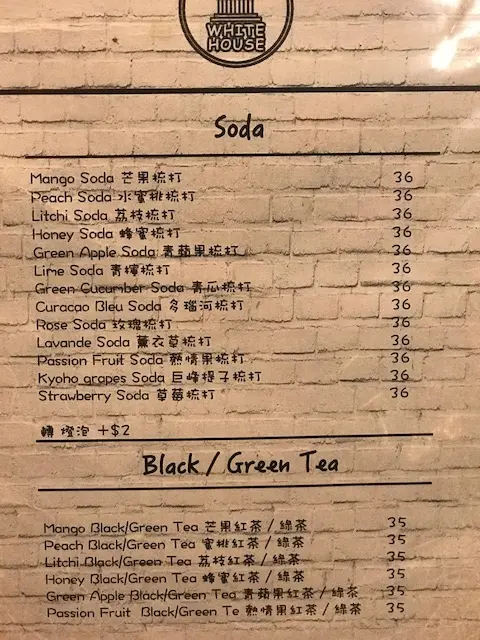 WHITE
HOUSE
Soda
Mango Soda 芒果梳打 36
Peach Soda 水蜜桃梳打 36
Litchi Soda 荔枝梳打 36
Honey Soda 蜂蜜梳打 36
Green Apple Soda 青蘋果梳打 36
Lime Soda 青檸梳打 36
Green Cucumber Soda 青瓜梳打 36
Curacao Bleu Soda 多瑙河梳打 36
Rose Soda 玫瑰梳打 36
Lavande Soda 薰衣草梳打 36
Passion Fruit Soda 熱情果梳打 36
Kyoho grapes Soda 巨峰提子梳打 36
Strawberry Soda 草莓梳打 36
轉 燈泡 +$2
Black / Green Tea
Mango Black/Green Tea 芒果紅茶 / 綠茶 35
Peach Black/Green Tea 蜜桃紅茶 / 綠茶 35
Litchi Black/Green Tea 荔枝紅茶 / 綠茶 35
Honey Black/Green Tea 蜂蜜紅茶 / 綠茶 35
Green Apple Black/Green Tea 青蘋果紅茶 / 綠茶 35
Passion Fruit Black/Green Te 熱情果紅茶 / 綠茶 35